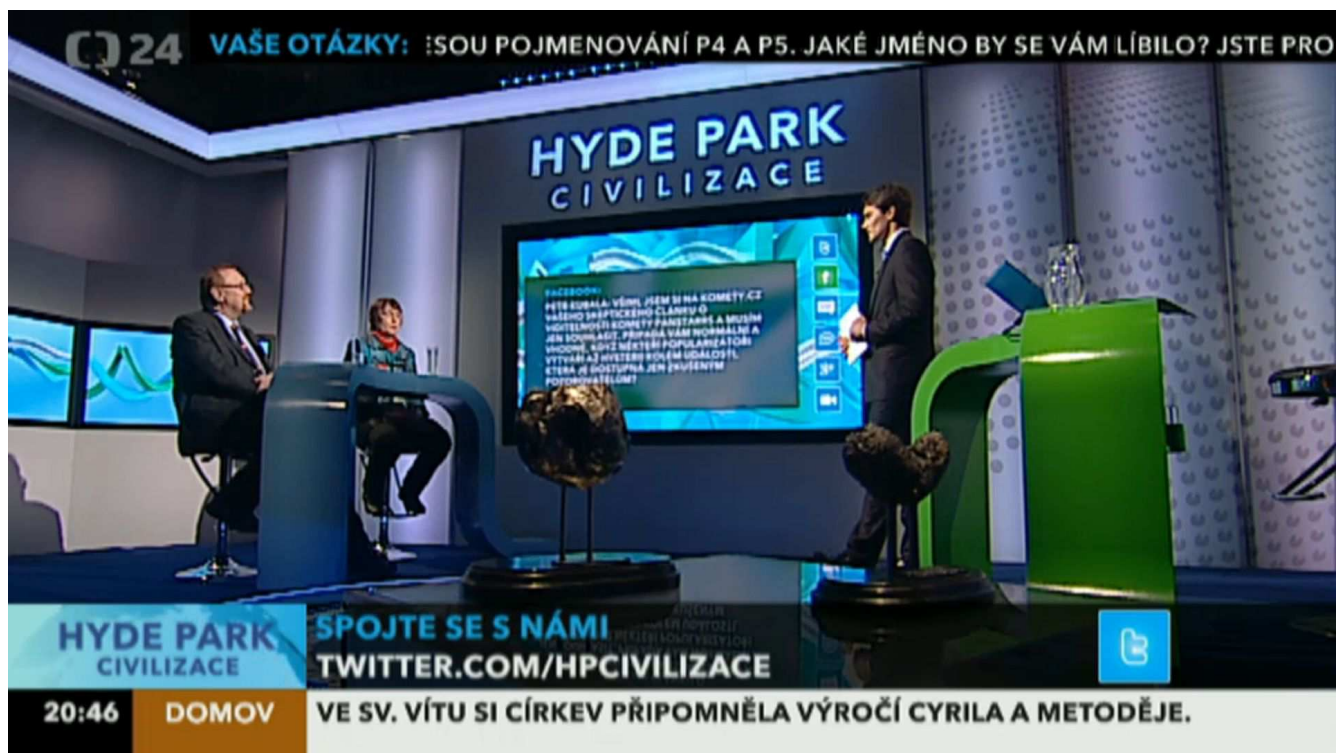 24 VAŠE OTÁZKY: SOU POJMENOVÁNÍ P4 A P5. JAKÉ JMÉNO BY SE VÁM LÍBILO? JSTE PRO
HYDE PARK
CIVILIZACE
FACEBOOK:
PETR KUBALA: VŠIML JSEM SI NA KOMETY.CZ
VAŠEHO SKEPTICKÉHO ČLÁNKU O
VIDITELNOSTI KOMETY PANSTARRS A MUSÍM
JEN SOUHLASIT. PŘIPADÁ VÁM NORMÁLNÍ A
VHODNÉ, KDYŽ NĚKTEŘÍ POPULARIZÁTOŘI
VYTVÁŘÍ AŽ HYSTERII KOLEM UDÁLOSTI,
KTERÁ JE DOSTUPNÁ JEN ZKUŠENÝM
POZOROVATELŮM?
HYDE PARK
CIVILIZACE
SPOJTE SE S NÁMI
TWITTER.COM/HPCIVILIZACE
20:46 DOMOV VE SV. VÍTU SI CÍRKEV PŘIPOMNĚLA VÝROČÍ CYRILA A METODĚJE.